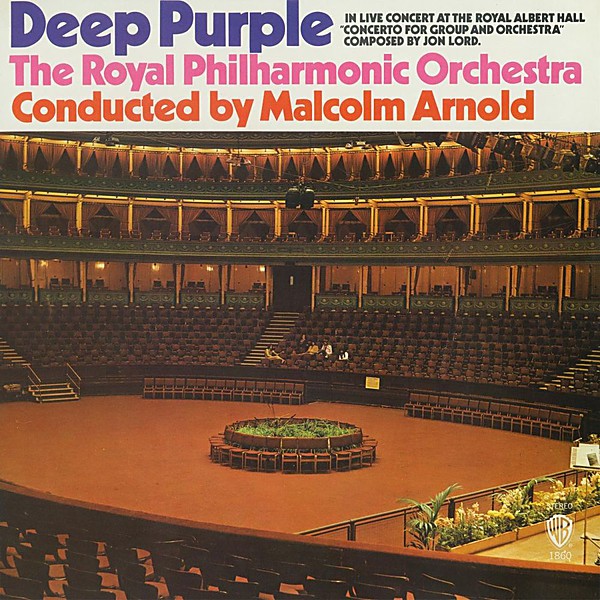 Deep Purple
IN LIVE CONCERT AT THE ROYAL ALBERT HALL
"CONCERTO FOR GROUP AND ORCHESTRA"
COMPOSED BY JON LORD.
The Royal Philharmonic Orchestra
Conducted by Malcolm Arnold
STEREO
WB
1860